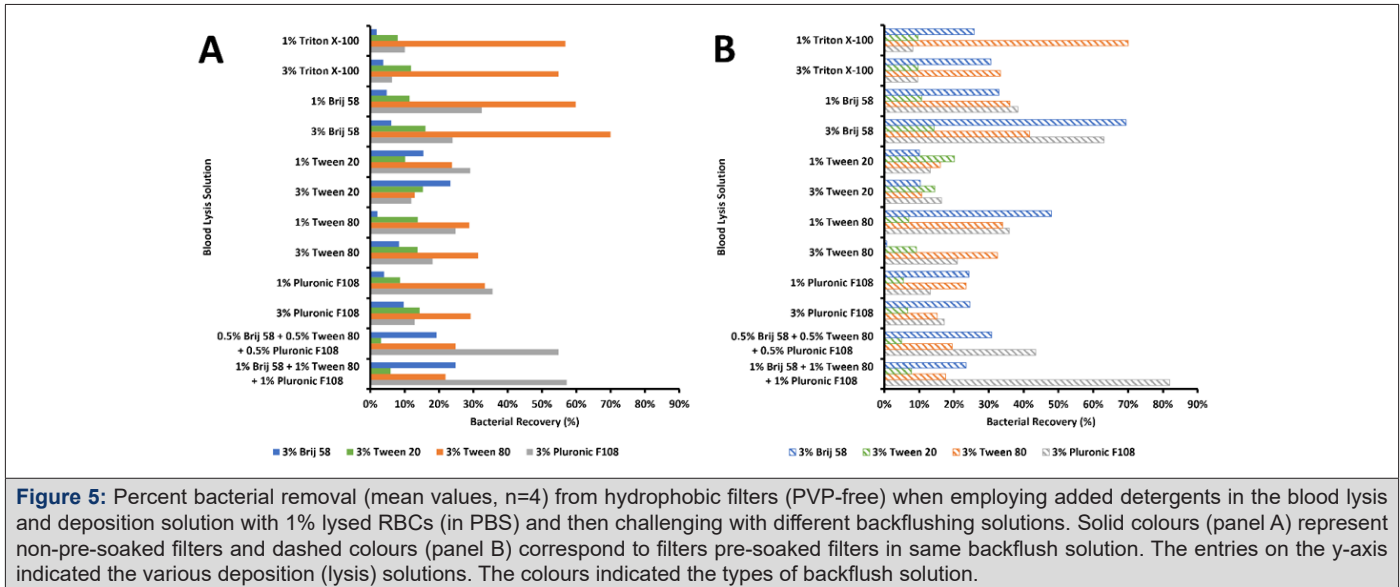 A
Blood Lysis Solution
1% Triton X-100
3% Triton X-100
1% Brij 58
3% Brij 58
1% Tween 20
3% Tween 20
1% Tween 80
3% Tween 80
1% Pluronic F108
3% Pluronic F108
0.5% Brij 58 + 0.5% Tween 80
+ 0.5% Pluronic F108
1% Brij 58 + 1% Tween 80
+ 1% Pluronic F108
0% 10% 20% 30% 40% 50% 60% 70% 80% 90%
Bacterial Recovery (%)
3% Brij 58 3% Tween 20 3% Tween 80 3% Pluronic F108
B
Blood Lysis Solution
1% Triton X-100
3% Triton X-100
1% Brij 58
3% Brij 58
1% Tween 20
3% Tween 20
1% Tween 80
3% Tween 80
1% Pluronic F108
3% Pluronic F108
0.5% Brij 58 + 0.5% Tween 80
+ 0.5% Pluronic F108
1% Brij 58 + 1% Tween 80
+ 1% Pluronic F108
0% 10% 20% 30% 40% 50% 60% 70% 80% 90%
Bacterial Recovery (%)
3% Brij 58 3% Tween 20 3% Tween 80 3% Pluronic F108
Figure 5: Percent bacterial removal (mean values, n=4) from hydrophobic filters (PVP-free) when employing added detergents in the blood lysis
and deposition solution with 1% lysed RBCs (in PBS) and then challenging with different backflushing solutions. Solid colours (panel A) represent
non-pre-soaked filters and dashed colours (panel B) correspond to filters pre-soaked filters in same backflush solution. The entries on the y-axis
indicated the various deposition (lysis) solutions. The colours indicated the types of backflush solution.